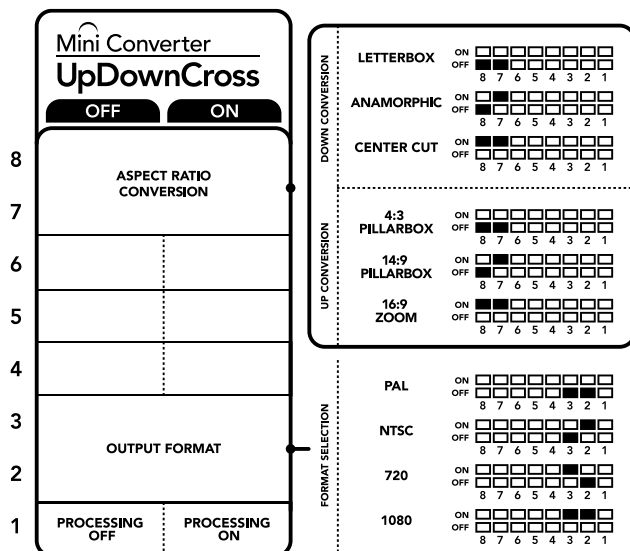 Mini Converter
UpDownCross
OFF ON
8
7
6
5
4
3
2
1
ASPECT RATIO
CONVERSION
OUTPUT FORMAT
PROCESSING
OFF
PROCESSING
ON
DOWN CONVERSION
LETTERBOX
ON
OFF
8 7 6 5 4 3 2 1
ANAMORPHIC
ON
OFF
8 7 6 5 4 3 2 1
CENTER CUT
ON
OFF
8 7 6 5 4 3 2 1
UP CONVERSION
4:3
PILLARBOX
ON
OFF
8 7 6 5 4 3 2 1
14:9
PILLARBOX
ON
OFF
8 7 6 5 4 3 2 1
16:9
ZOOM
ON
OFF
8 7 6 5 4 3 2 1
FORMAT SELECTION
PAL
ON
OFF
8 7 6 5 4 3 2 1
NTSC
ON
OFF
8 7 6 5 4 3 2 1
720
ON
OFF
8 7 6 5 4 3 2 1
1080
ON
OFF
8 7 6 5 4 3 2 1